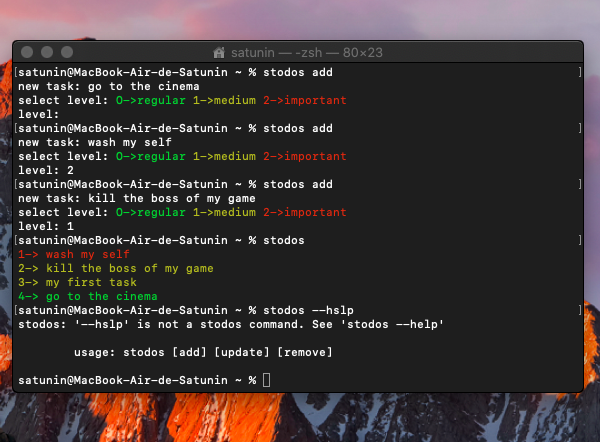 satunin — -zsh — 80×23
[satunin@MacBook-Air-de-Satunin ~ % stodos add ]
new task: go to the cinema
select level: 0->regular 1->medium 2->important
level:
[satunin@MacBook-Air-de-Satunin ~ % stodos add ]
new task: wash my self
select level: 0->regular 1->medium 2->important
level: 2
[satunin@MacBook-Air-de-Satunin ~ % stodos add ]
new task: kill the boss of my game
select level: 0->regular 1->medium 2->important
level: 1
[satunin@MacBook-Air-de-Satunin ~ % stodos ]
1-> wash my self
2-> kill the boss of my game
3-> my first task
4-> go to the cinema
[satunin@MacBook-Air-de-Satunin ~ % stodos --hslp ]
stodos: '--hslp' is not a stodos command. See 'stodos --help'
usage: stodos [add] [update] [remove]
satunin@MacBook-Air-de-Satunin ~ %